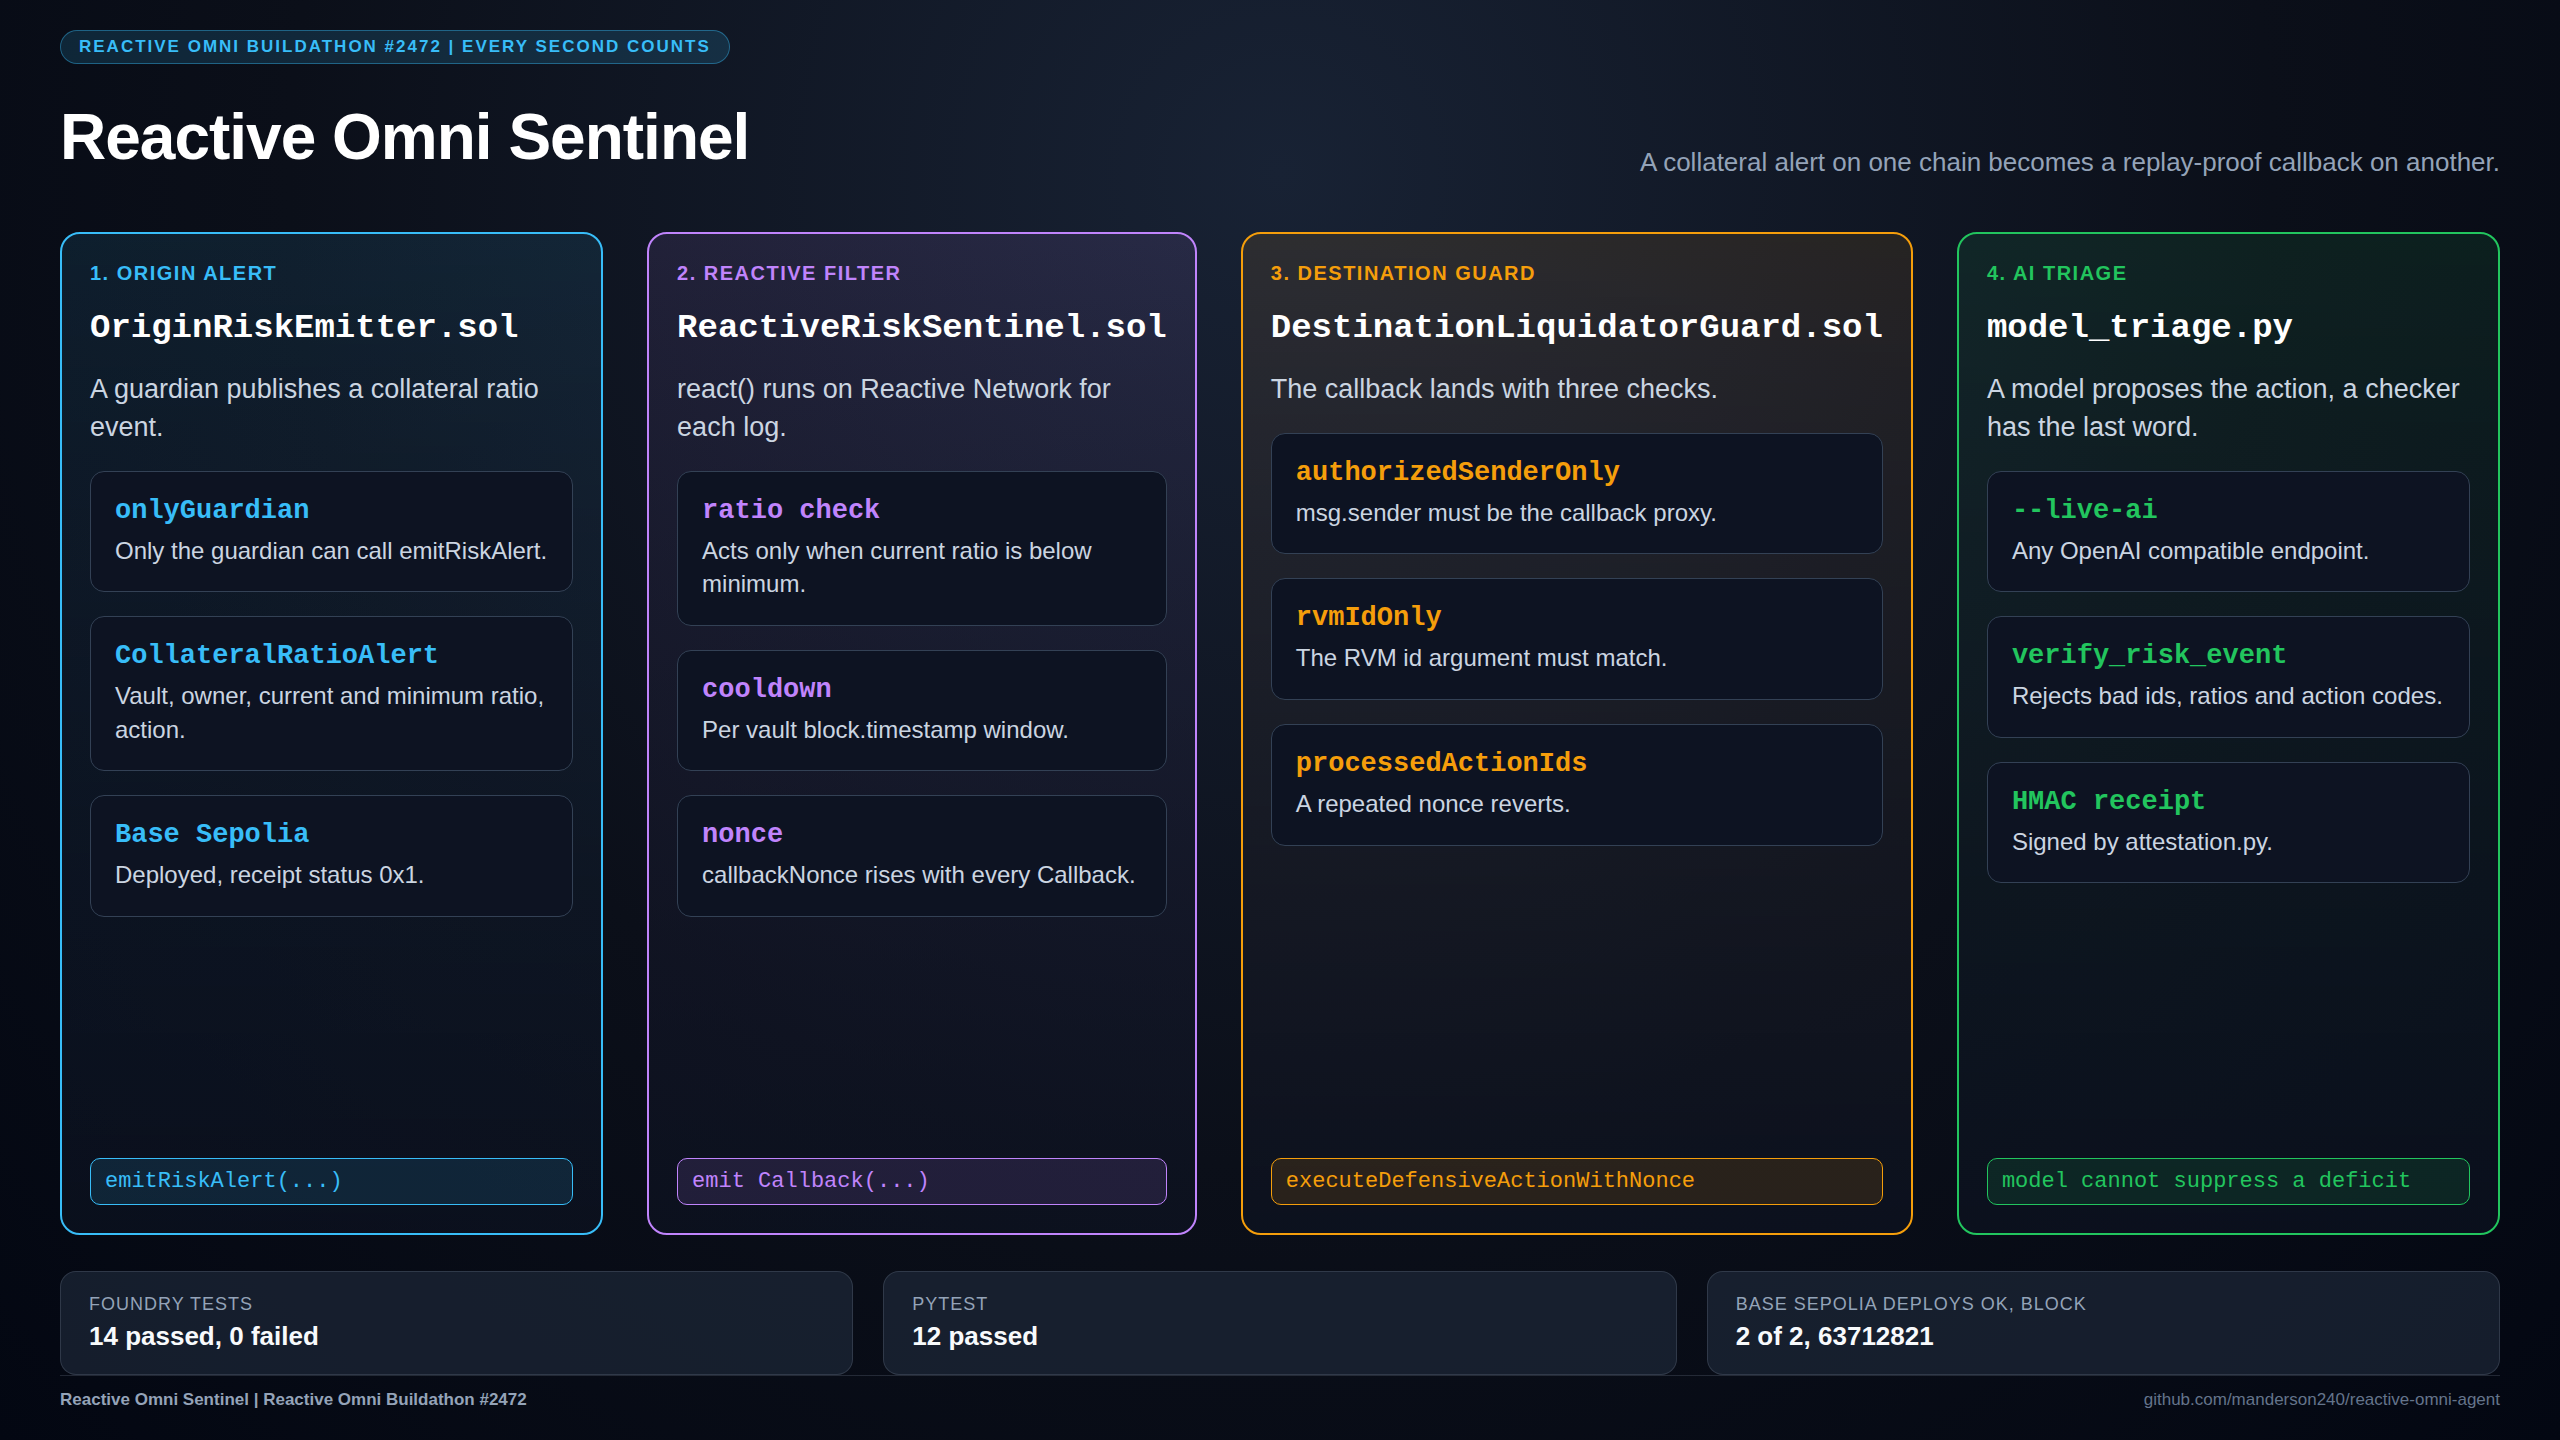 REACTIVE OMNI BUILDATHON #2472 | EVERY SECOND COUNTS
Reactive Omni Sentinel
A collateral alert on one chain becomes a replay-proof callback on another.
1. ORIGIN ALERT
OriginRiskEmitter.sol
A guardian publishes a collateral ratio
event.
onlyGuardian
Only the guardian can call emitRiskAlert.
CollateralRatioAlert
Vault, owner, current and minimum ratio,
action.
Base Sepolia
Deployed, receipt status 0x1.
emitRiskAlert(...)
2. REACTIVE FILTER
ReactiveRiskSentinel.sol
react() runs on Reactive Network for
each log.
ratio check
Acts only when current ratio is below
minimum.
cooldown
Per vault block.timestamp window.
nonce
callbackNonce rises with every Callback.
emit Callback(...)
3. DESTINATION GUARD
DestinationLiquidatorGuard.sol
The callback lands with three checks.
authorizedSenderOnly
msg.sender must be the callback proxy.
rvmIdOnly
The RVM id argument must match.
processedActionIds
A repeated nonce reverts.
executeDefensiveActionWithNonce
4. AI TRIAGE
model_triage.py
A model proposes the action, a checker
has the last word.
--live-ai
Any OpenAI compatible endpoint.
verify_risk_event
Rejects bad ids, ratios and action codes.
HMAC receipt
Signed by attestation.py.
model cannot suppress a deficit
FOUNDRY TESTS
14 passed, 0 failed
PYTEST
12 passed
BASE SEPOLIA DEPLOYS OK, BLOCK
2 of 2, 63712821
Reactive Omni Sentinel | Reactive Omni Buildathon #2472
github.com/manderson240/reactive-omni-agent